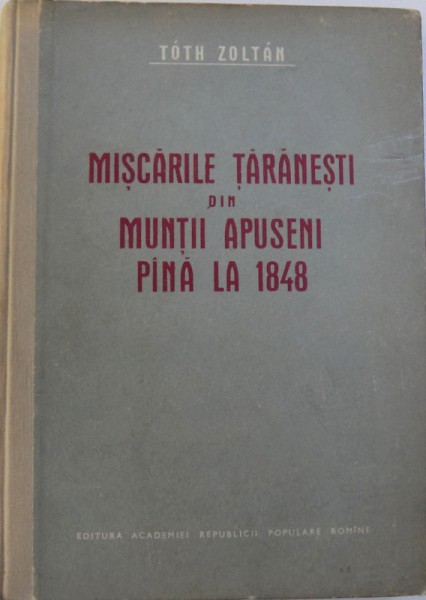 TÓTH ZOLTÁN
MIȘCĂRILE ȚĂRĂNEȘTI
DIN
MUNȚII APUSENI
PÎNĂ LA 1848
EDITURA ACADEMIEI REPUBLICII POPULARE ROMÎNE